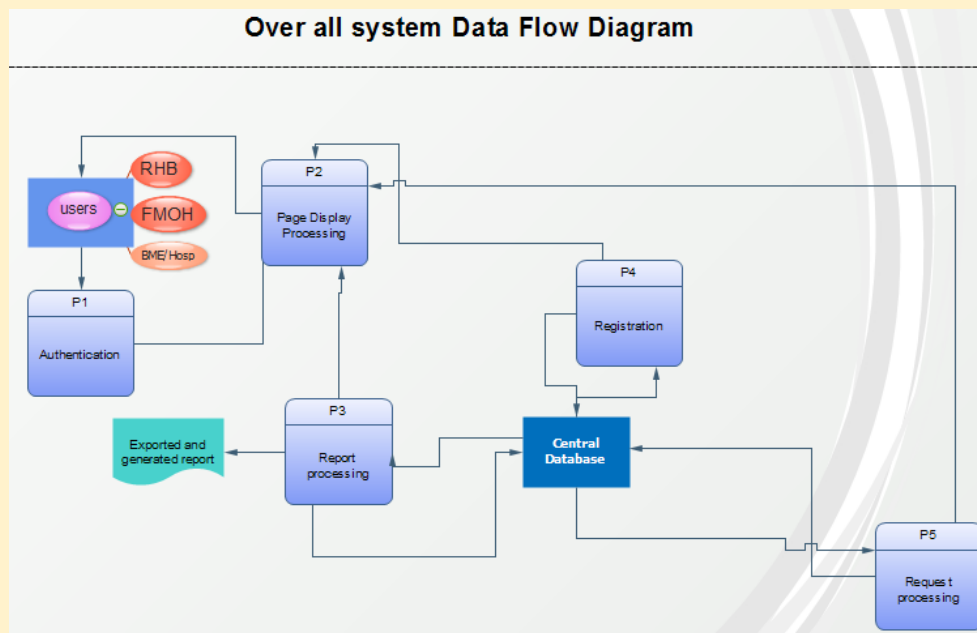 Over all system Data Flow Diagram
RHB
users
FMOH
BME/Hosp
P2
Page Display
Processing
P1
Authentication
P4
Registration
P3
Report
processing
Exported and
generated report
Central
Database
P5
Request
processing